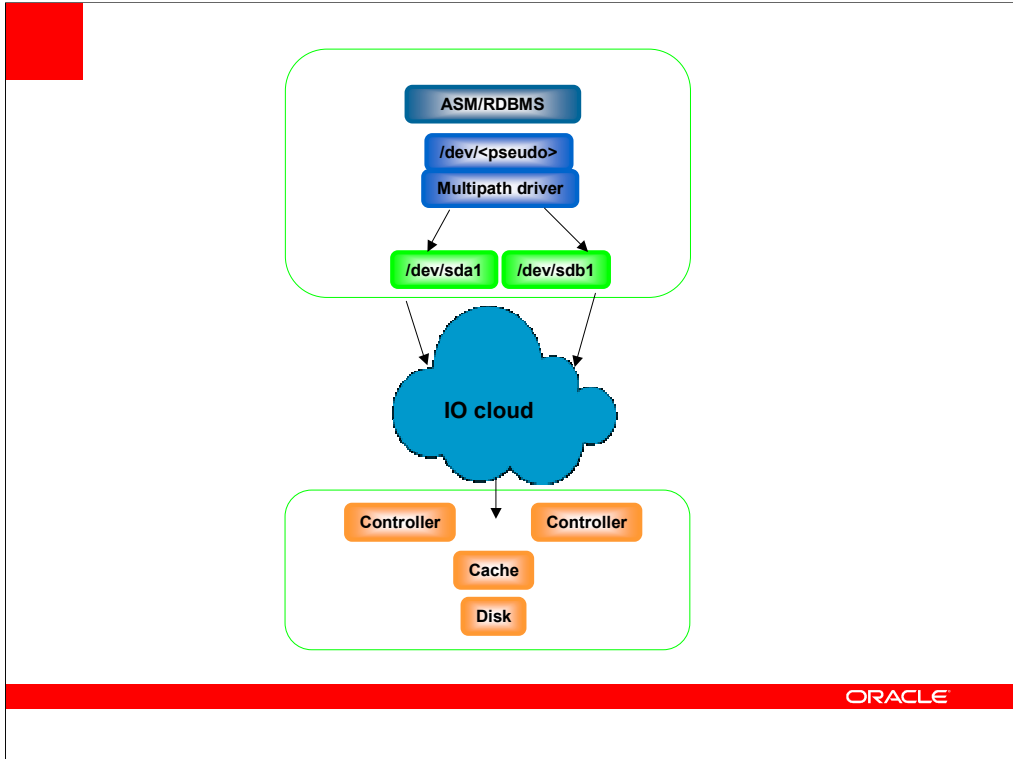 ASM/RDBMS
/dev/<pseudo>
Multipath driver
/dev/sda1
/dev/sdb1
IO cloud
Controller
Controller
Cache
Disk
ORACLE